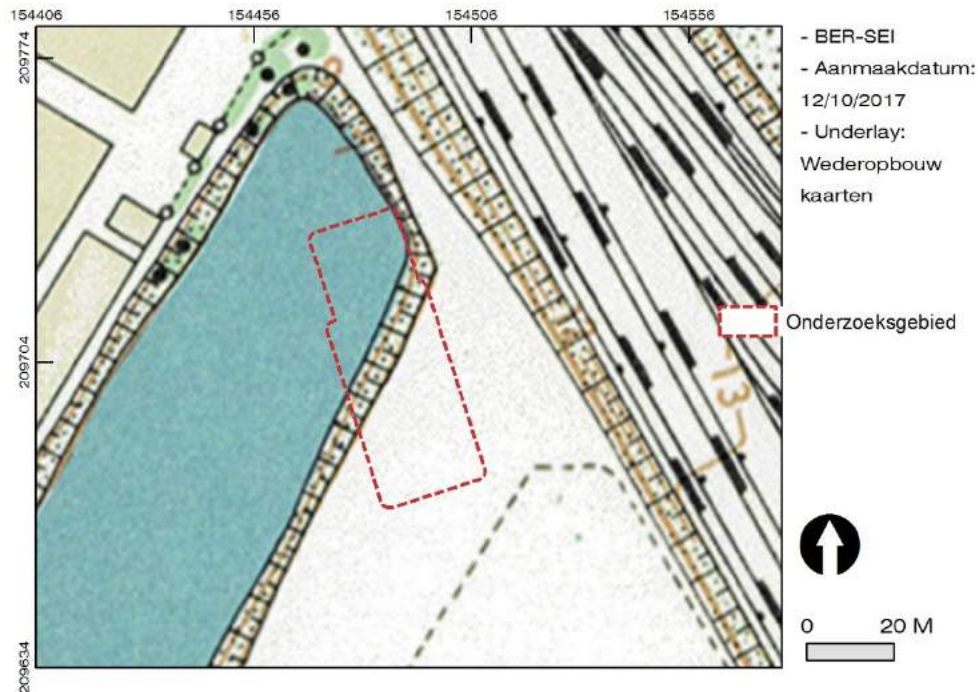 154406
154456
154506
154556
209774
209704
209634
- BER-SEI
- Aanmaakdatum:
12/10/2017
- Underlay:
Wederopbouw
kaarten
Onderzoeksgebied
13
0 20 M